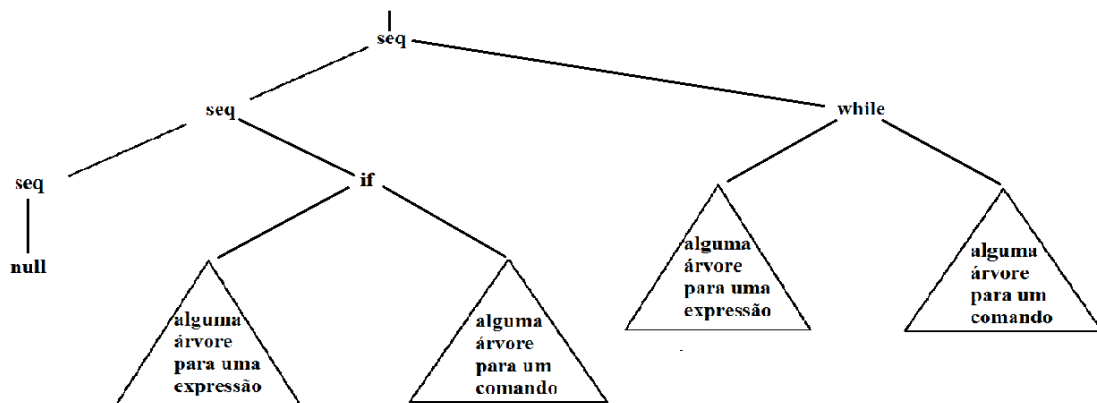 seq
seq
while
seq
if
null
alguma
árvore
para uma
expressão
alguma
árvore
para um
comando
alguma
árvore
para uma
expressão
alguma
árvore
para um
comando